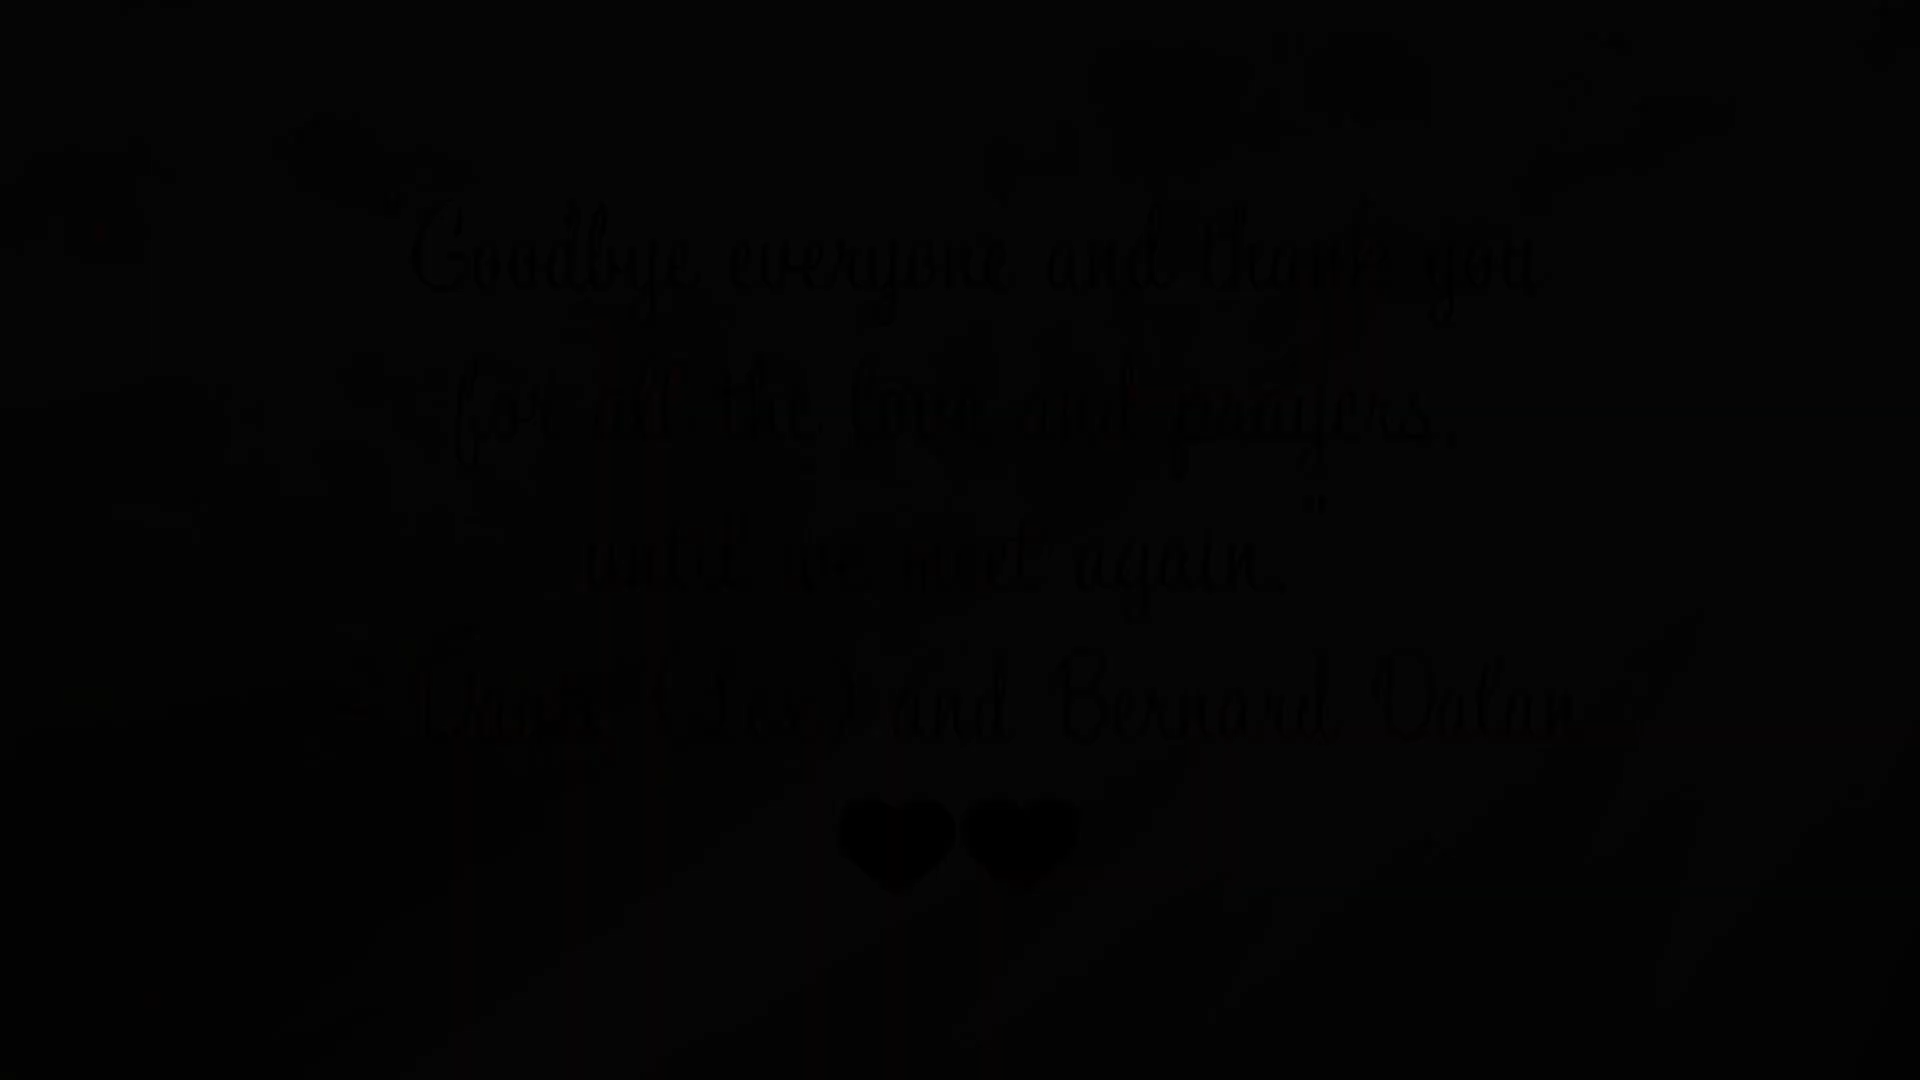 "Goodbye everyone and thank you
for all the love and prayers,
until we meet again."
and Bernard